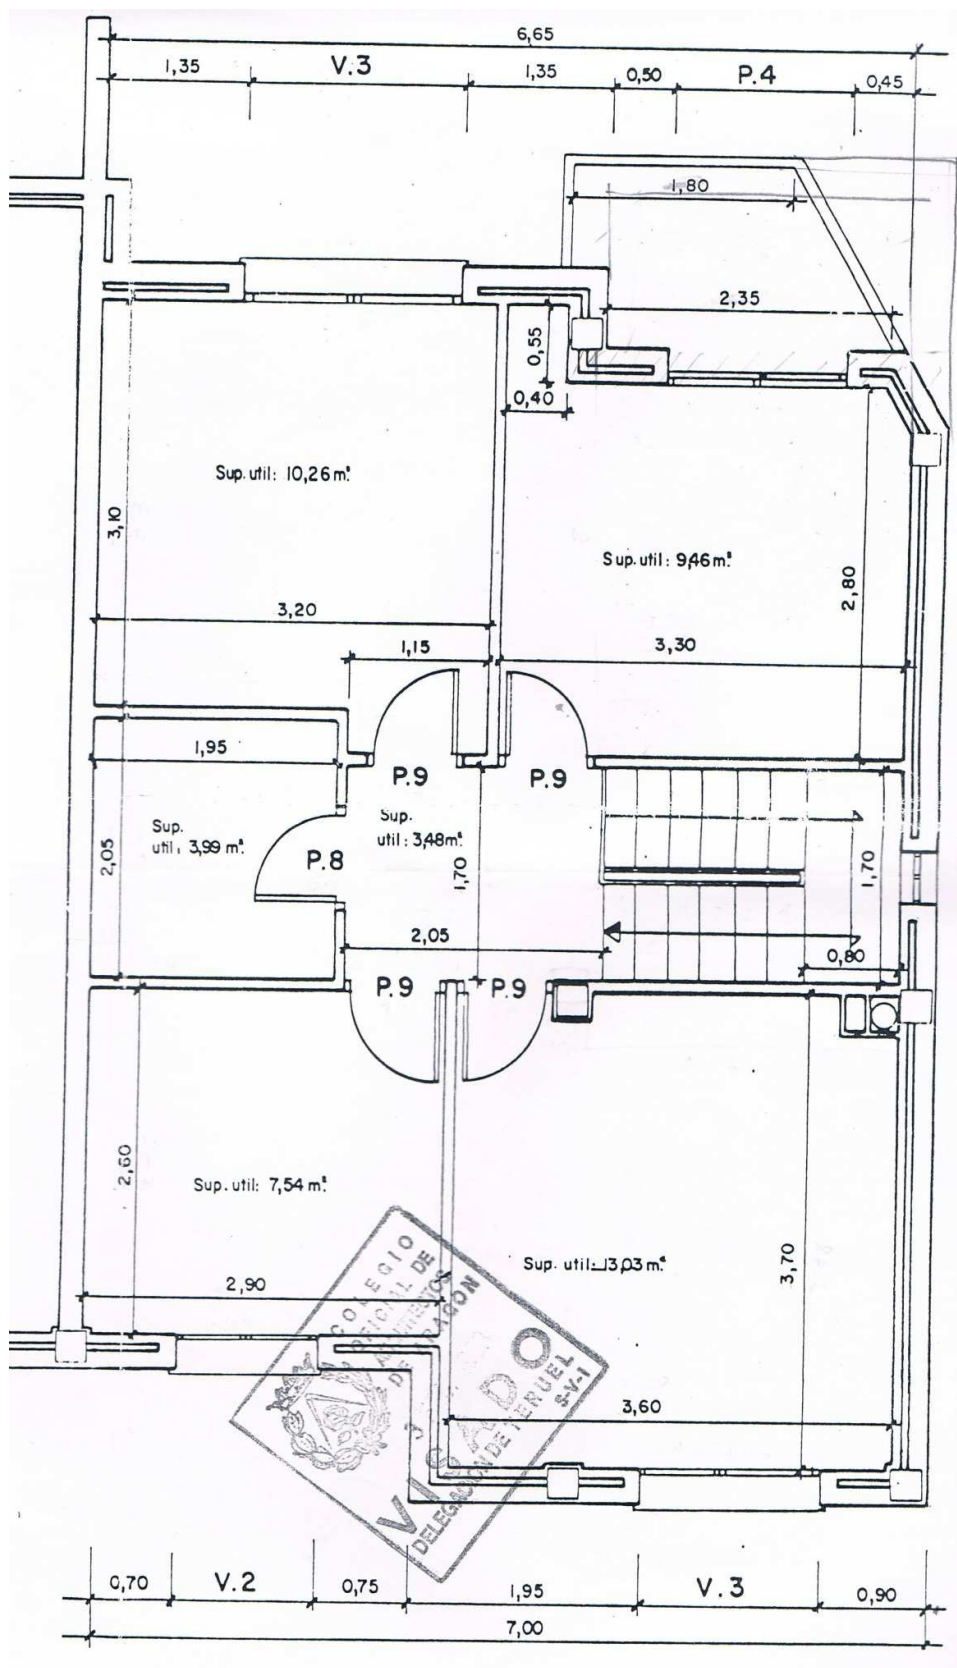 6,65
1,35 V.3 1,35 0,50 P.4 0,45
1,80
2,35
0,55
0,40
Sup. util: 10,26 m².
3,10
Sup. util: 9,46 m².
2,80
3,20
1,15
3,30
1,95
P.9 P.9
Sup.
util: 3,99 m².
Sup.
util: 3,48 m².
P.8
2,05
1,70
1,70
2,05
0,80
P.9 P.9
2,60
Sup. util: 7,54 m².
Sup. util: 13,03 m².
3,70
2,90
3,60
COLEGIO
OFICIAL DE
ARQUITECTOS
DE ARAGON
VISADO
DELEGACION DE TERUEL
S-V-1
0,70 V.2 0,75 1,95 V.3 0,90
7,00